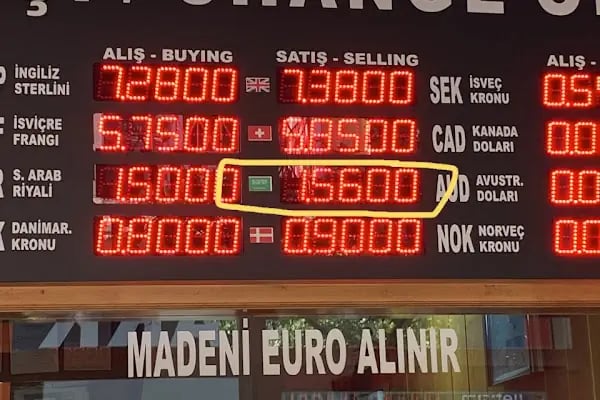 CHANGE
ALIŞ - BUYING SATIŞ - SELLING ALIŞ -
İNGİLİZ STERLİNİ 7.2800 7.3800 SEK İSVEÇ KRONU
İSVİÇRE FRANGI CAD KANADA DOLARI
S. ARAB RİYALİ 1.5000 1.5600 AUD AVUSTR. DOLARI
DANİMAR. KRONU 0.8000 0.9000 NOK NORVEÇ KRONU
MADENİ EURO ALINIR